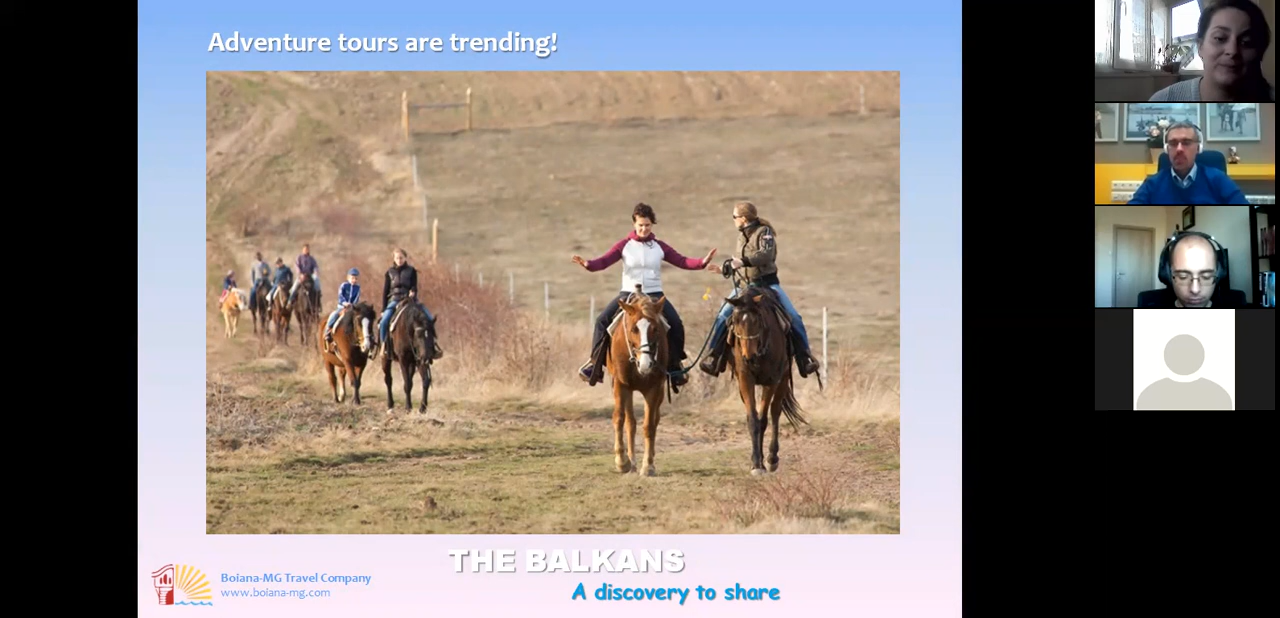 Adventure tours are trending!
THE BALKANS
A discovery to share
Boiana-MG Travel Company
www.boiana-mg.com